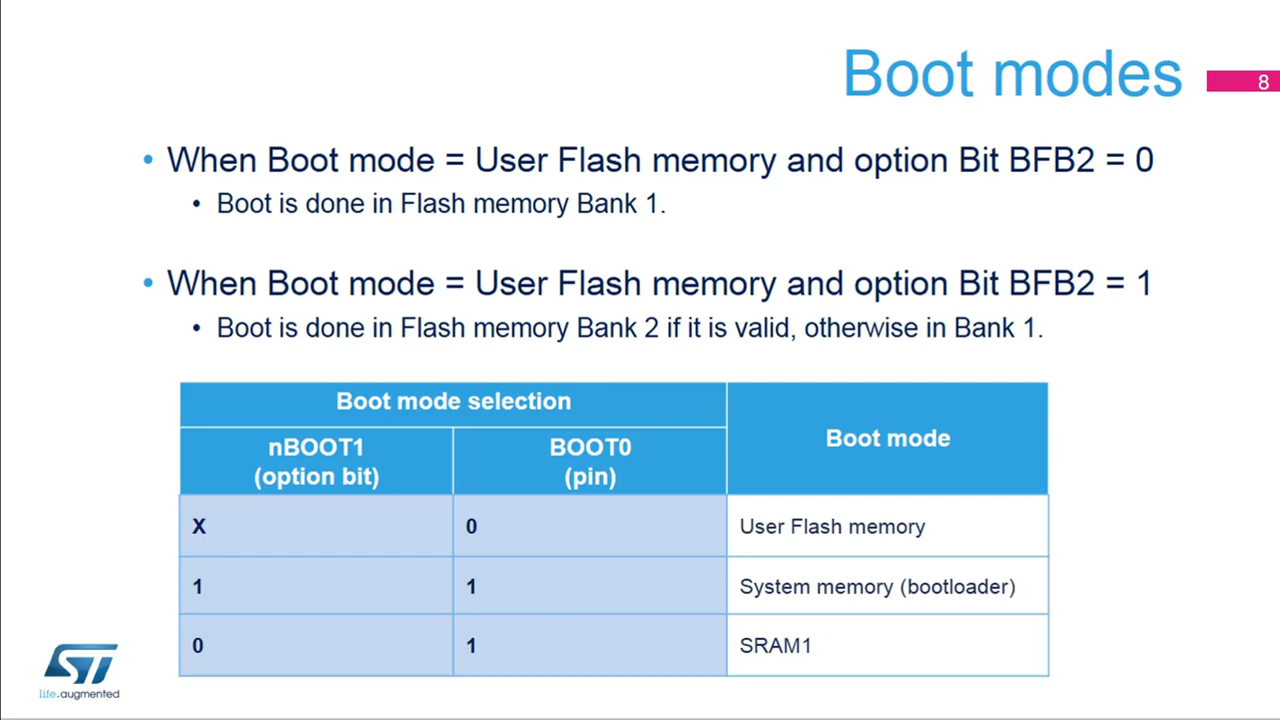 Boot modes
8
• When Boot mode = User Flash memory and option Bit BFB2 = 0
• Boot is done in Flash memory Bank 1.
• When Boot mode = User Flash memory and option Bit BFB2 = 1
• Boot is done in Flash memory Bank 2 if it is valid, otherwise in Bank 1.
Boot mode selection
Boot mode
nBOOT1
(option bit)
BOOT0
(pin)
X
0
User Flash memory
1
1
System memory (bootloader)
0
1
SRAM1
ST
life.augmented